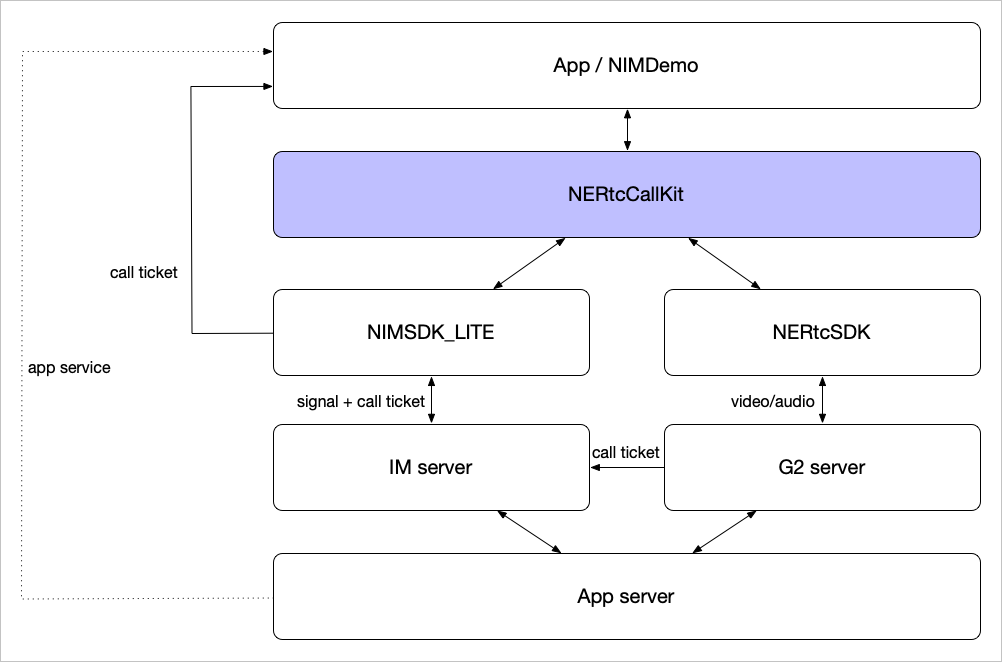 App / NIMDemo
NERtcCallKit
call ticket
NIMSDK_LITE
NERtcSDK
app service
signal + call ticket
video/audio
IM server
call ticket
G2 server
App server